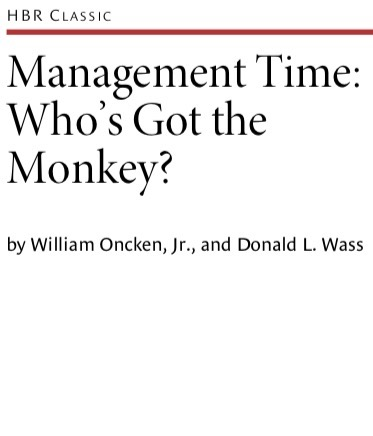 HBR CLASSIC
Management Time:
Who's Got the
Monkey?
by William Oncken, Jr., and Donald L. Wass